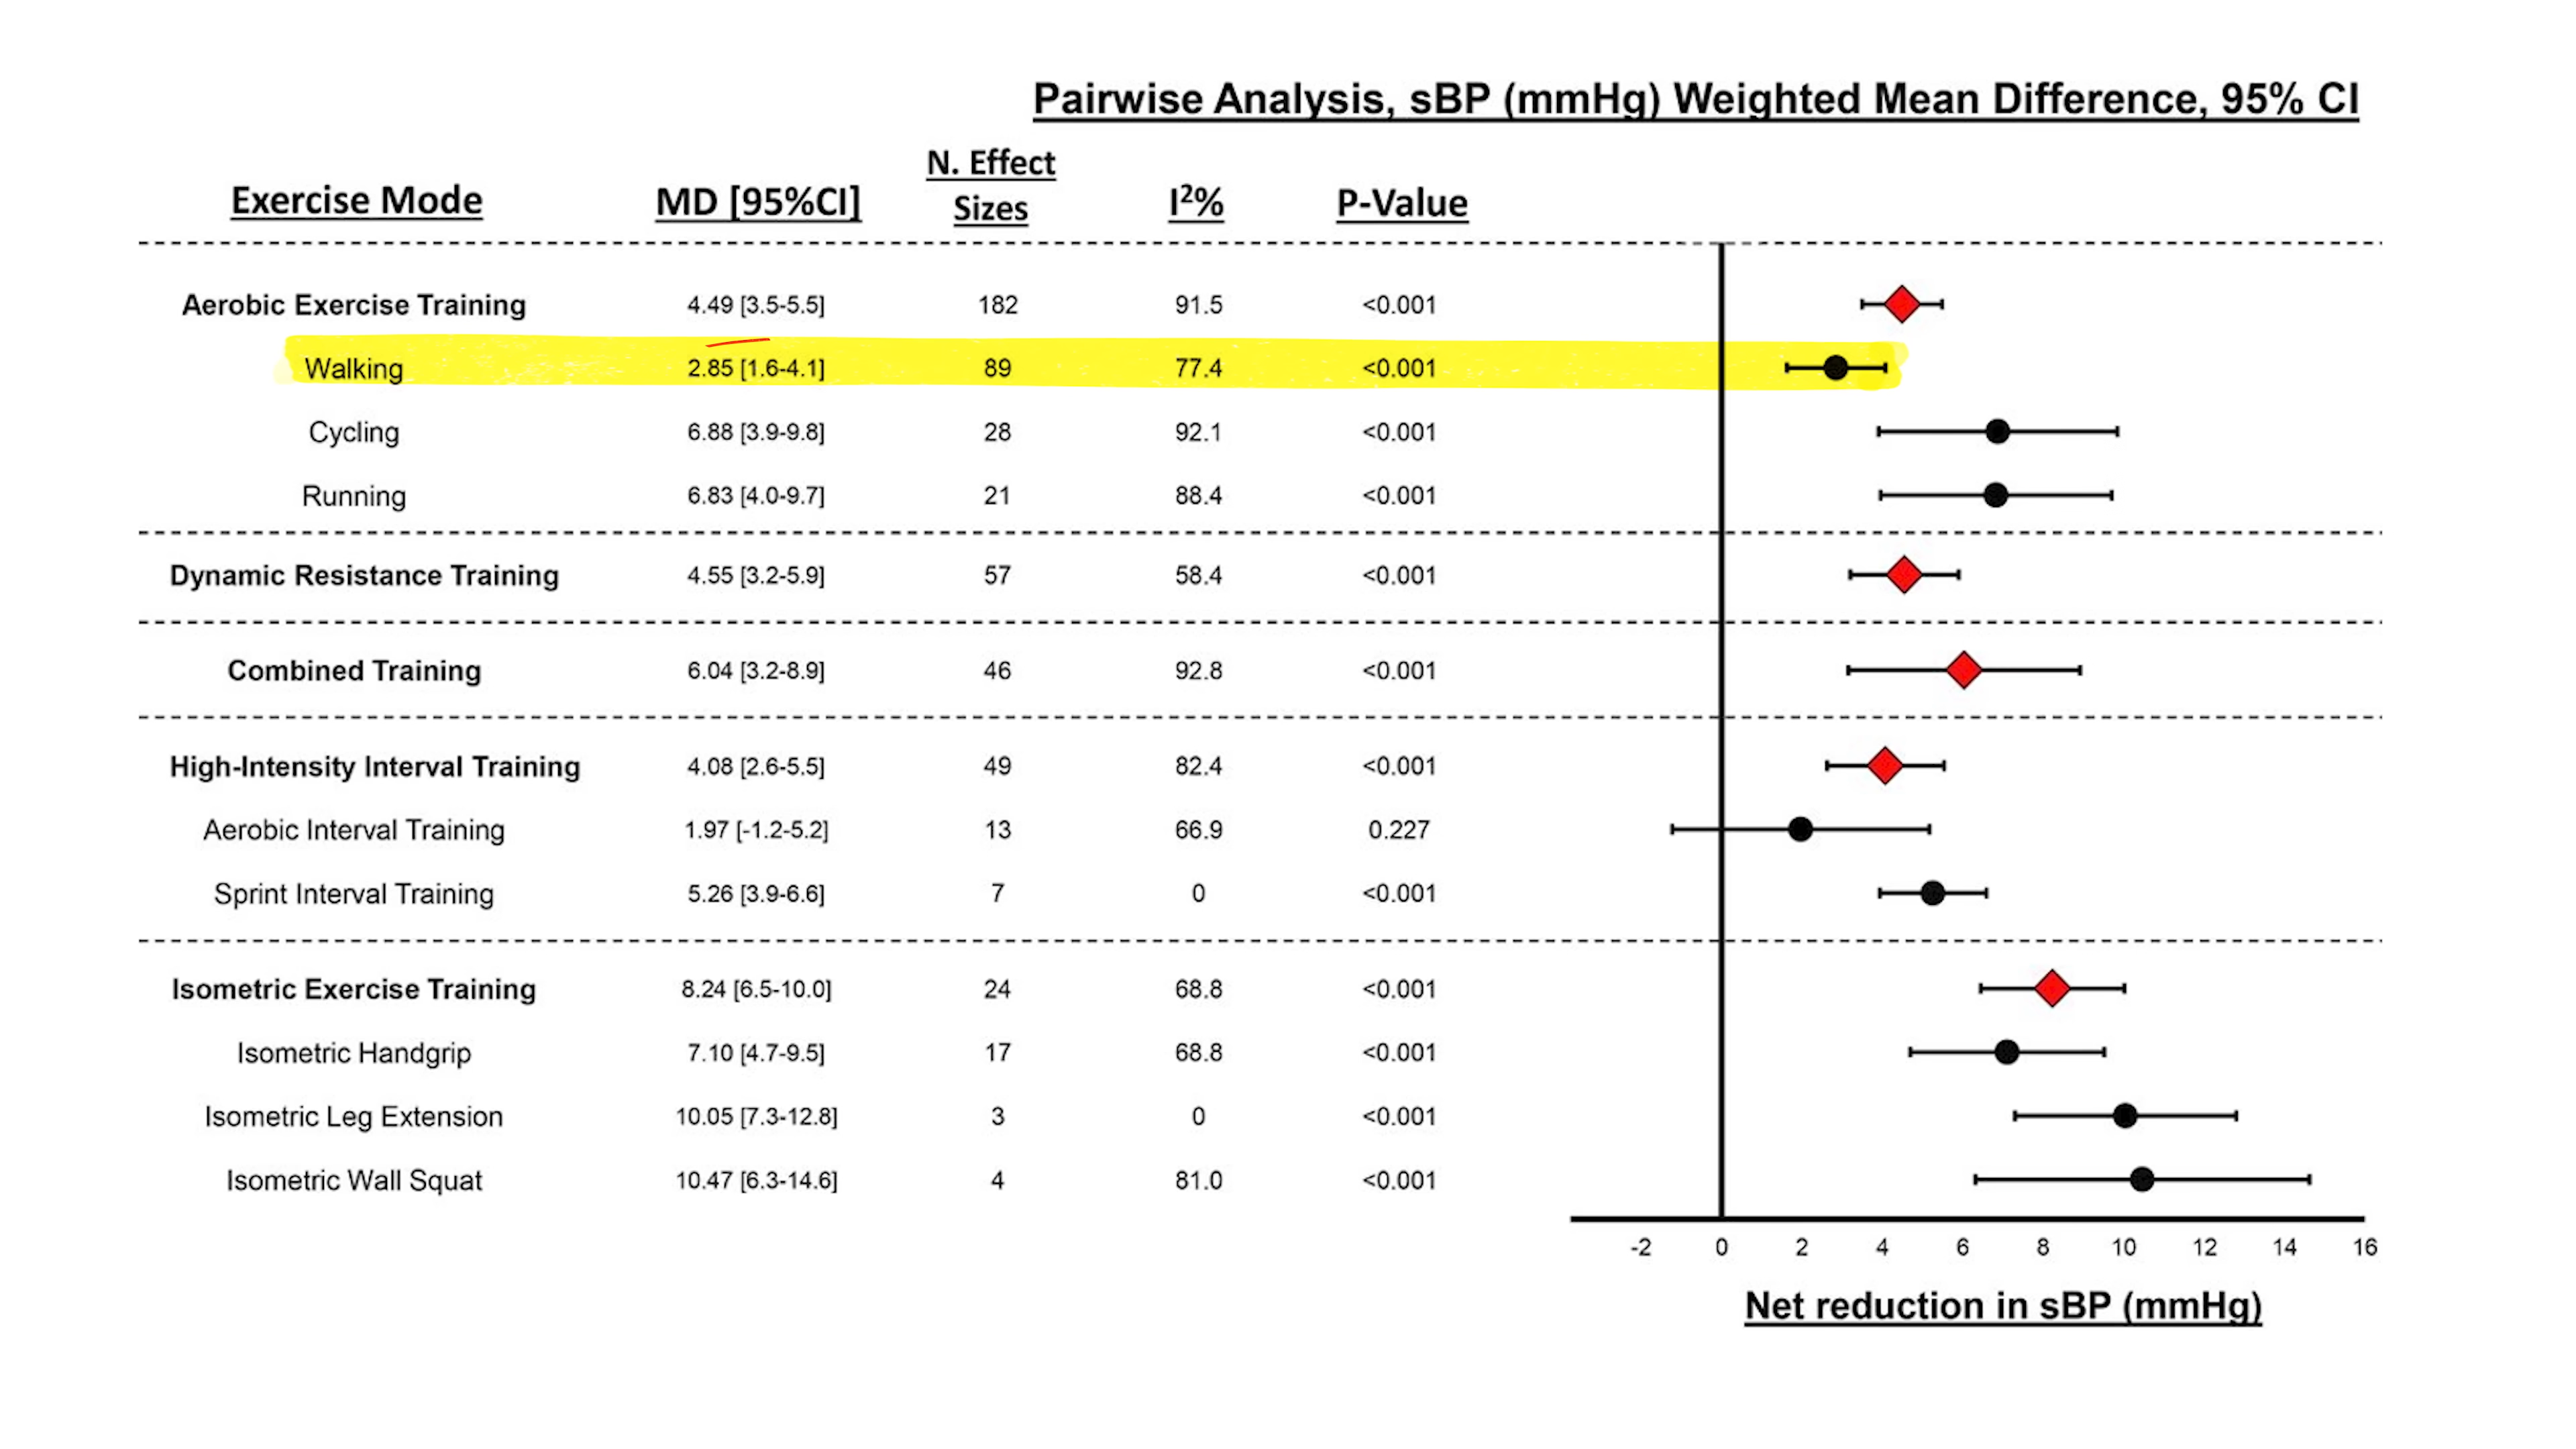 Pairwise Analysis, sBP (mmHg) Weighted Mean Difference, 95% CI
Exercise Mode MD [95%CI] N. Effect Sizes I²% P-Value
Aerobic Exercise Training 4.49 [3.5-5.5] 182 91.5 <0.001
Walking 2.85 [1.6-4.1] 89 77.4 <0.001
Cycling 6.88 [3.9-9.8] 28 92.1 <0.001
Running 6.83 [4.0-9.7] 21 88.4 <0.001
Dynamic Resistance Training 4.55 [3.2-5.9] 57 58.4 <0.001
Combined Training 6.04 [3.2-8.9] 46 92.8 <0.001
High-Intensity Interval Training 4.08 [2.6-5.5] 49 82.4 <0.001
Aerobic Interval Training 1.97 [-1.2-5.2] 13 66.9 0.227
Sprint Interval Training 5.26 [3.9-6.6] 7 0 <0.001
Isometric Exercise Training 8.24 [6.5-10.0] 24 68.8 <0.001
Isometric Handgrip 7.10 [4.7-9.5] 17 68.8 <0.001
Isometric Leg Extension 10.05 [7.3-12.8] 3 0 <0.001
Isometric Wall Squat 10.47 [6.3-14.6] 4 81.0 <0.001
-2 0 2 4 6 8 10 12 14 16
Net reduction in sBP (mmHg)